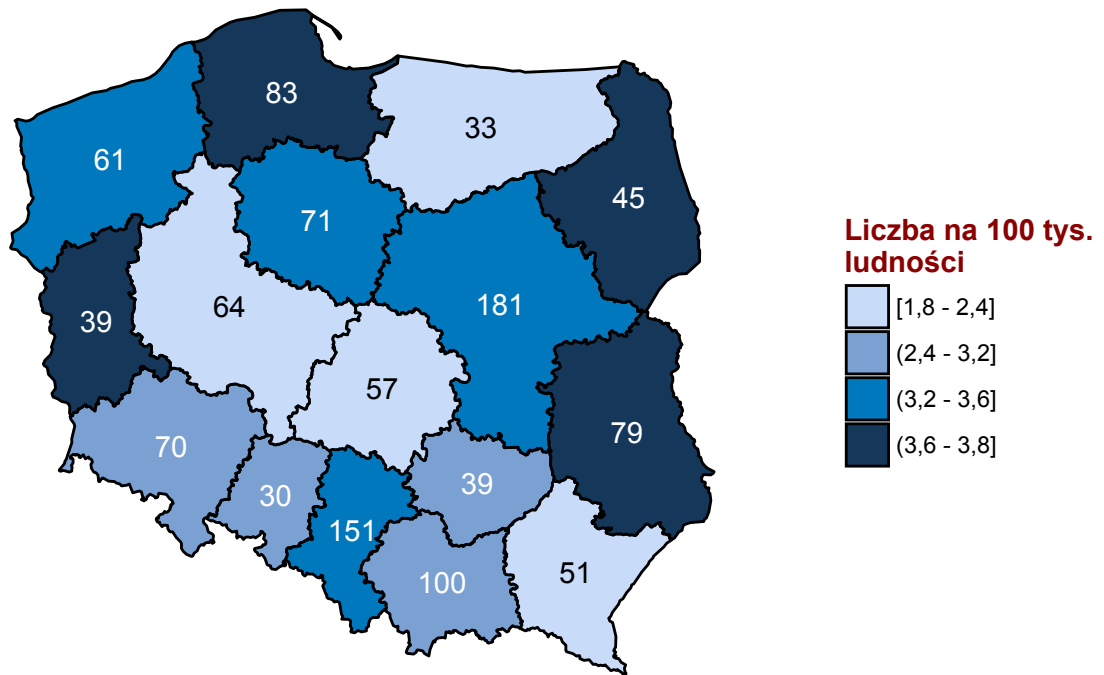 83
33
61
45
71
181
64
39
57
79
70
39
30
151
51
100
Liczba na 100 tys.
ludności
[1,8 - 2,4]
(2,4 - 3,2]
(3,2 - 3,6]
(3,6 - 3,8]